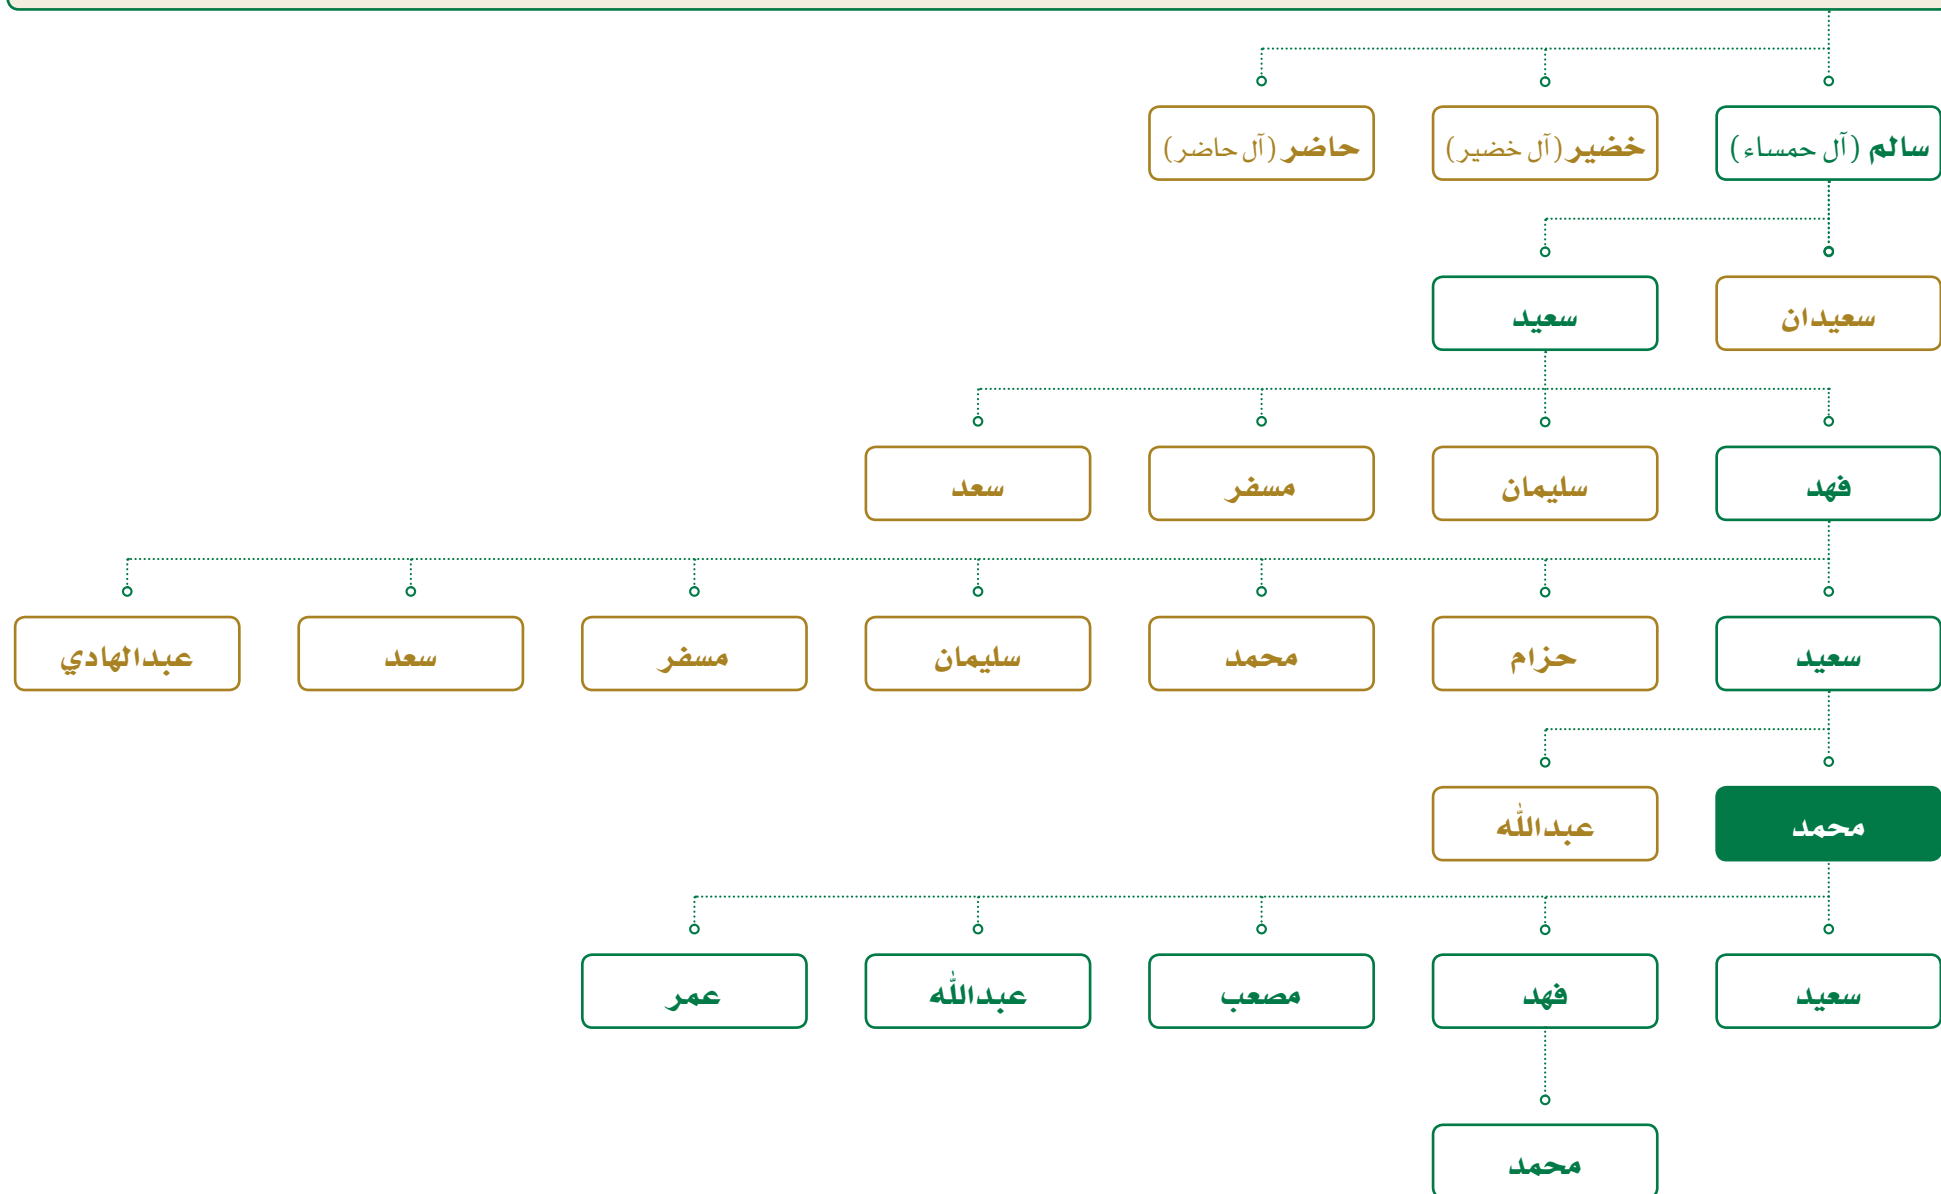 سالم (آل حمساء)
خضير (آل خضير)
حاضر (آل حاضر)
سعيدان
سعيد
فهد
سليمان
مسفر
سعد
سعيد
حزام
محمد
سليمان
مسفر
سعد
عبدالهادي
محمد
عبدالله
سعيد
فهد
مصعب
عبدالله
عمر
محمد